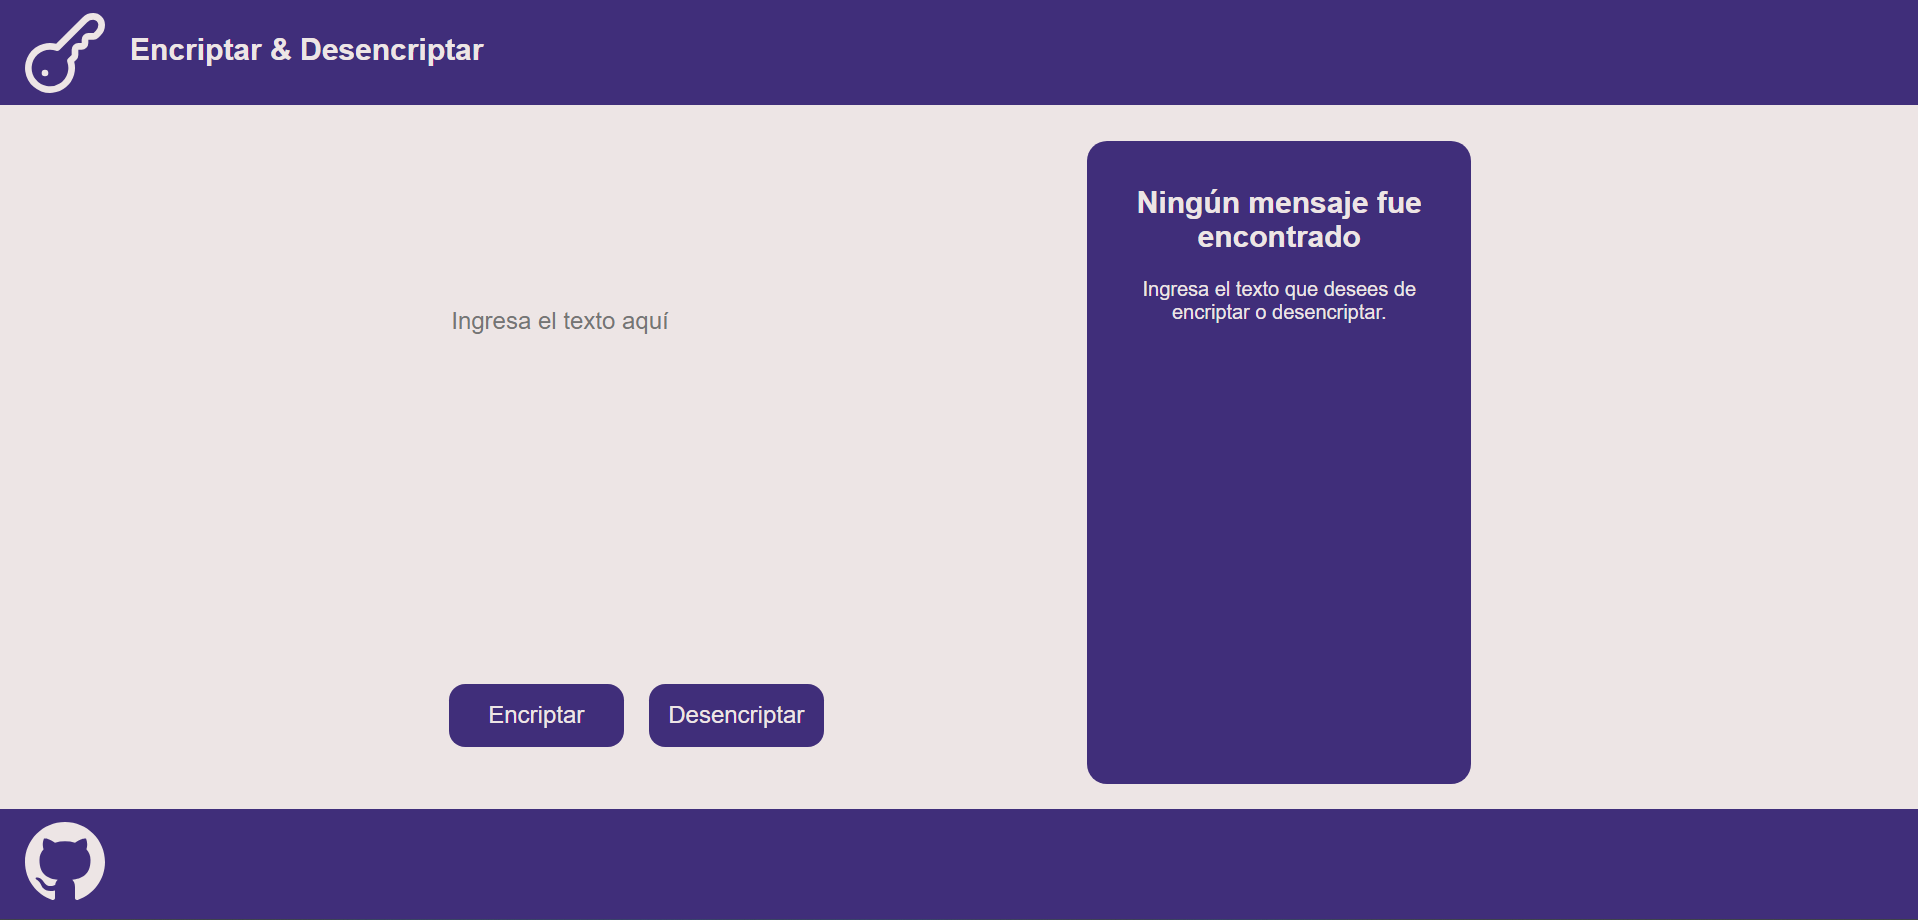 Encriptar & Desencriptar
Ingresa el texto aquí
Encriptar
Desencriptar
Ningún mensaje fue
encontrado
Ingresa el texto que desees de
encriptar o desencriptar.